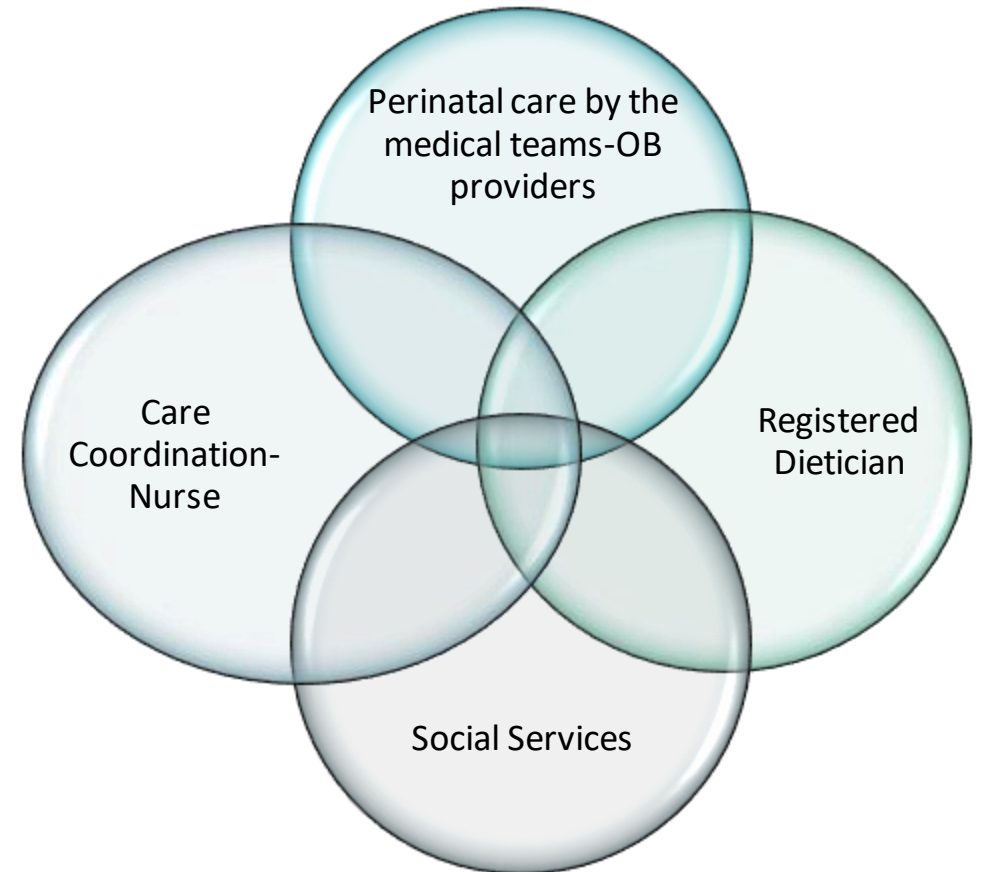 Perinatal care by the
medical teams-OB
providers
Care
Coordination-
Nurse
Registered
Dietician
Social Services